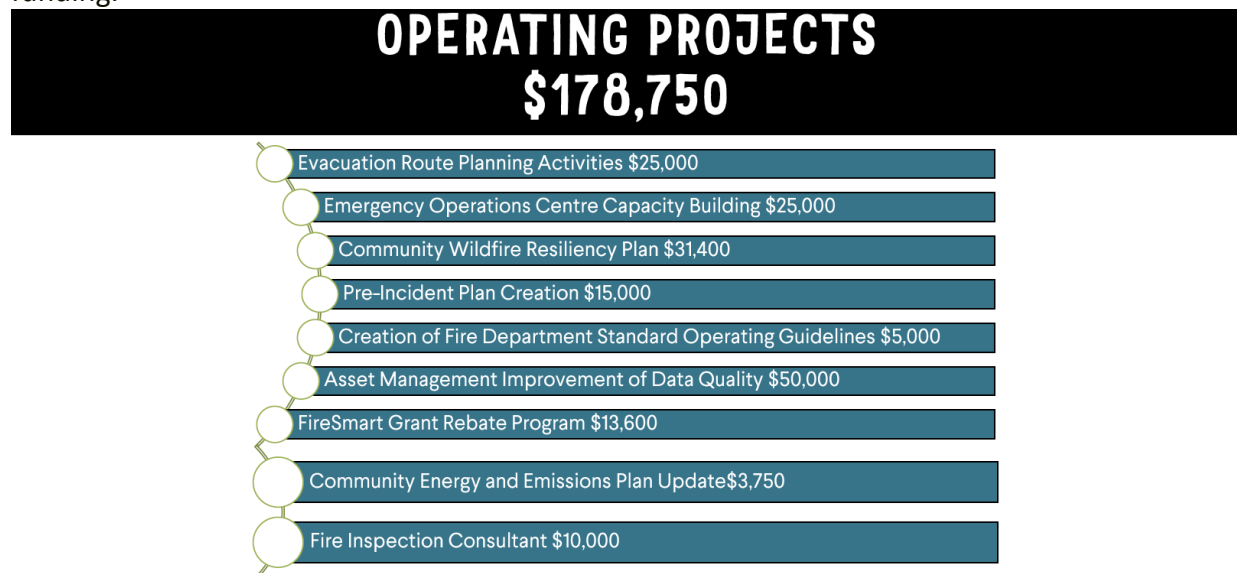 funding.
OPERATING PROJECTS
$178,750
Evacuation Route Planning Activities $25,000
Emergency Operations Centre Capacity Building $25,000
Community Wildfire Resiliency Plan $31,400
Pre-Incident Plan Creation $15,000
Creation of Fire Department Standard Operating Guidelines $5,000
Asset Management Improvement of Data Quality $50,000
FireSmart Grant Rebate Program $13,600
Community Energy and Emissions Plan Update$3,750
Fire Inspection Consultant $10,000